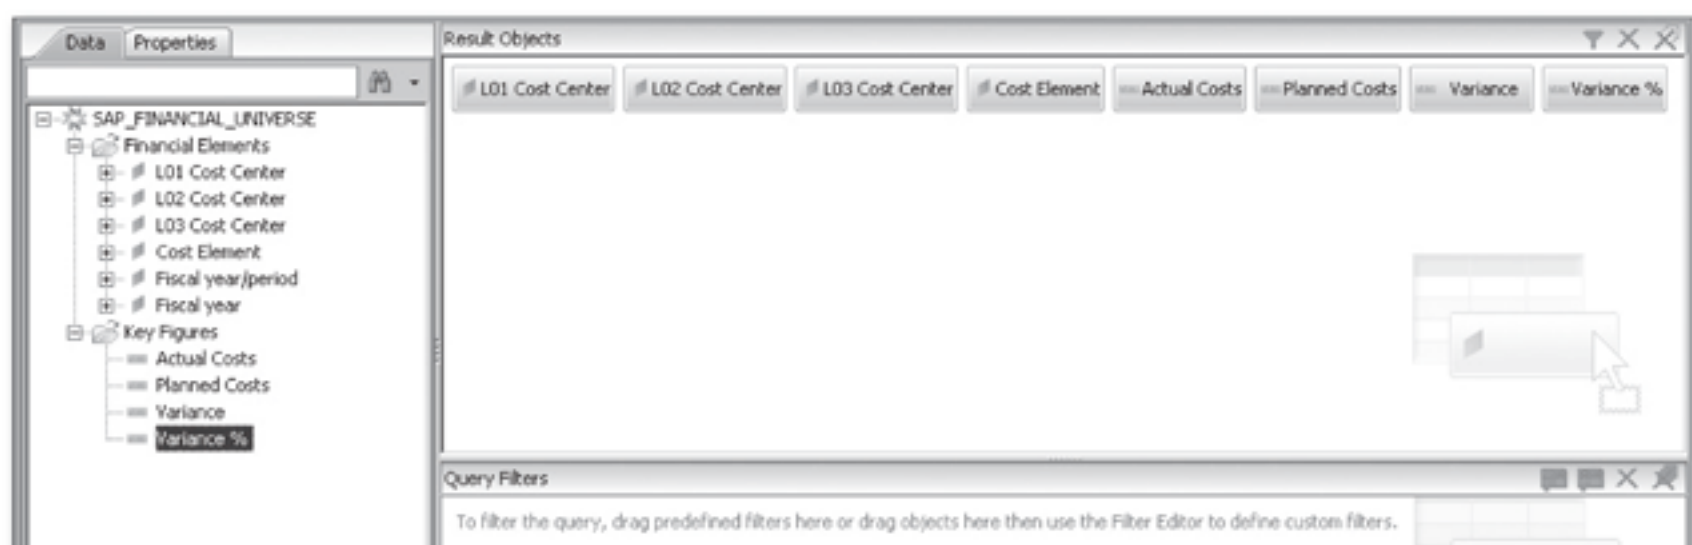 Data Properties
SAP_FINANCIAL_UNIVERSE
Financial Elements
L01 Cost Center
L02 Cost Center
L03 Cost Center
Cost Element
Fiscal year/period
Fiscal year
Key Figures
Actual Costs
Planned Costs
Variance
Variance %
Result Objects
L01 Cost Center L02 Cost Center L03 Cost Center Cost Element Actual Costs Planned Costs Variance Variance %
Query Filters
To filter the query, drag predefined filters here or drag objects here then use the Filter Editor to define custom filters.